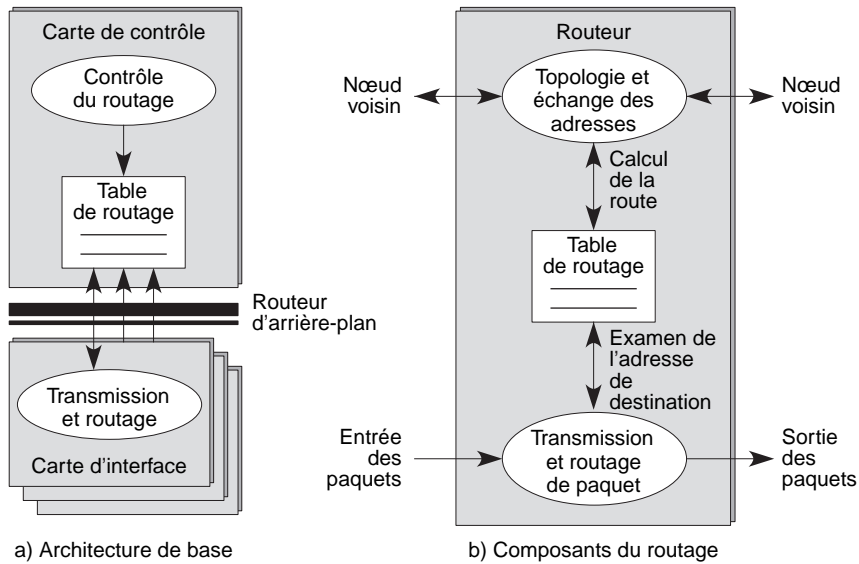 Carte de contrôle
Contrôle
du routage
Table
de routage
Routeur
d'arrière-plan
Transmission
et routage
Carte d'interface
a) Architecture de base
Routeur
Nœud
voisin
Topologie et
échange des
adresses
Nœud
voisin
Calcul
de la
route
Table
de routage
Examen de
l'adresse
de
destination
Entrée
des
paquets
Transmission
et routage
de paquet
Sortie
des
paquets
b) Composants du routage